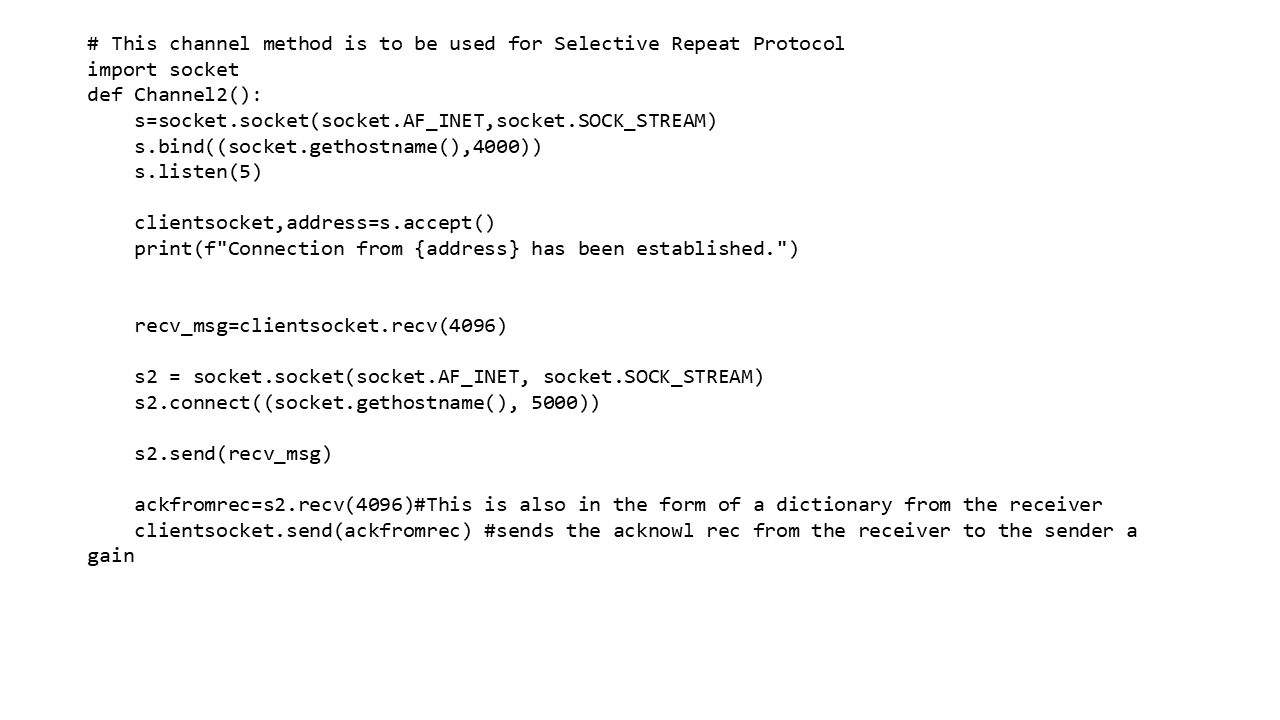 # This channel method is to be used for Selective Repeat Protocol
import socket
def Channel2():
    s=socket.socket(socket.AF_INET,socket.SOCK_STREAM)
    s.bind((socket.gethostname(),4000))
    s.listen(5)
    clientsocket,address=s.accept()
    print(f"Connection from {address} has been established.")
    recv_msg=clientsocket.recv(4096)
    s2 = socket.socket(socket.AF_INET, socket.SOCK_STREAM)
    s2.connect((socket.gethostname(), 5000))
    s2.send(recv_msg)
    ackfromrec=s2.recv(4096)#This is also in the form of a dictionary from the receiver
    clientsocket.send(ackfromrec) #sends the acknowl rec from the receiver to the sender a
gain